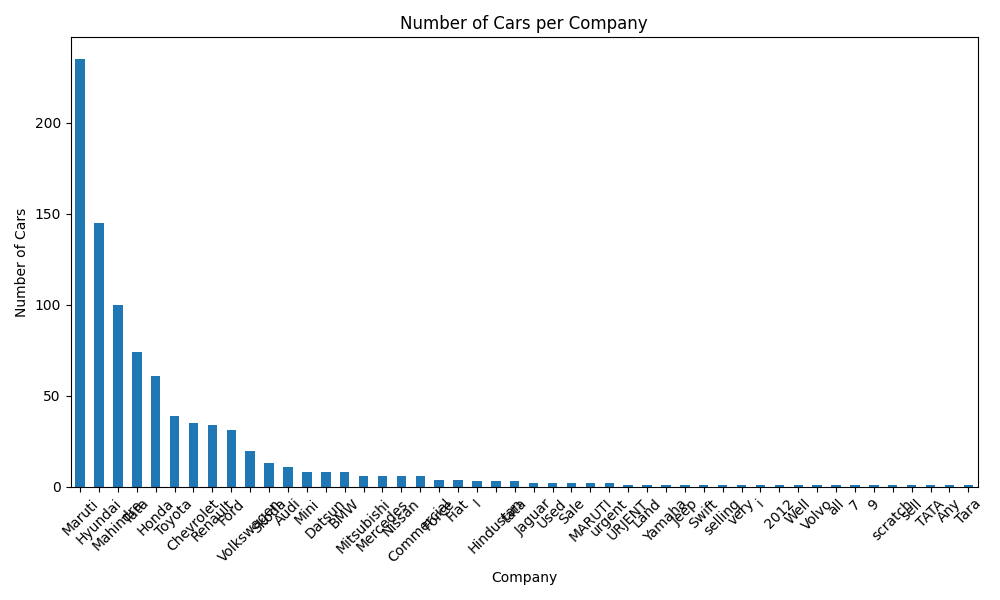 Number of Cars per Company
Number of Cars
200
150
100
50
0
Maruti
Hyundai
Mahindra
Tata
Honda
Toyota
Chevrolet
Renault
Ford
Volkswagen
Skoda
Audi
Mini
Datsun
BMW
Mitsubishi
Mercedes
Nissan
Commercial
Force
Fiat
I
Hindustan
tata
Jaguar
Used
Sale
MARUTI
urgent
URJENT
Land
Yamaha
Jeep
Swift
selling
very
i
2012
Well
Volvo
all
7
9
scratch
sell
TATA
Any
Tara
Company